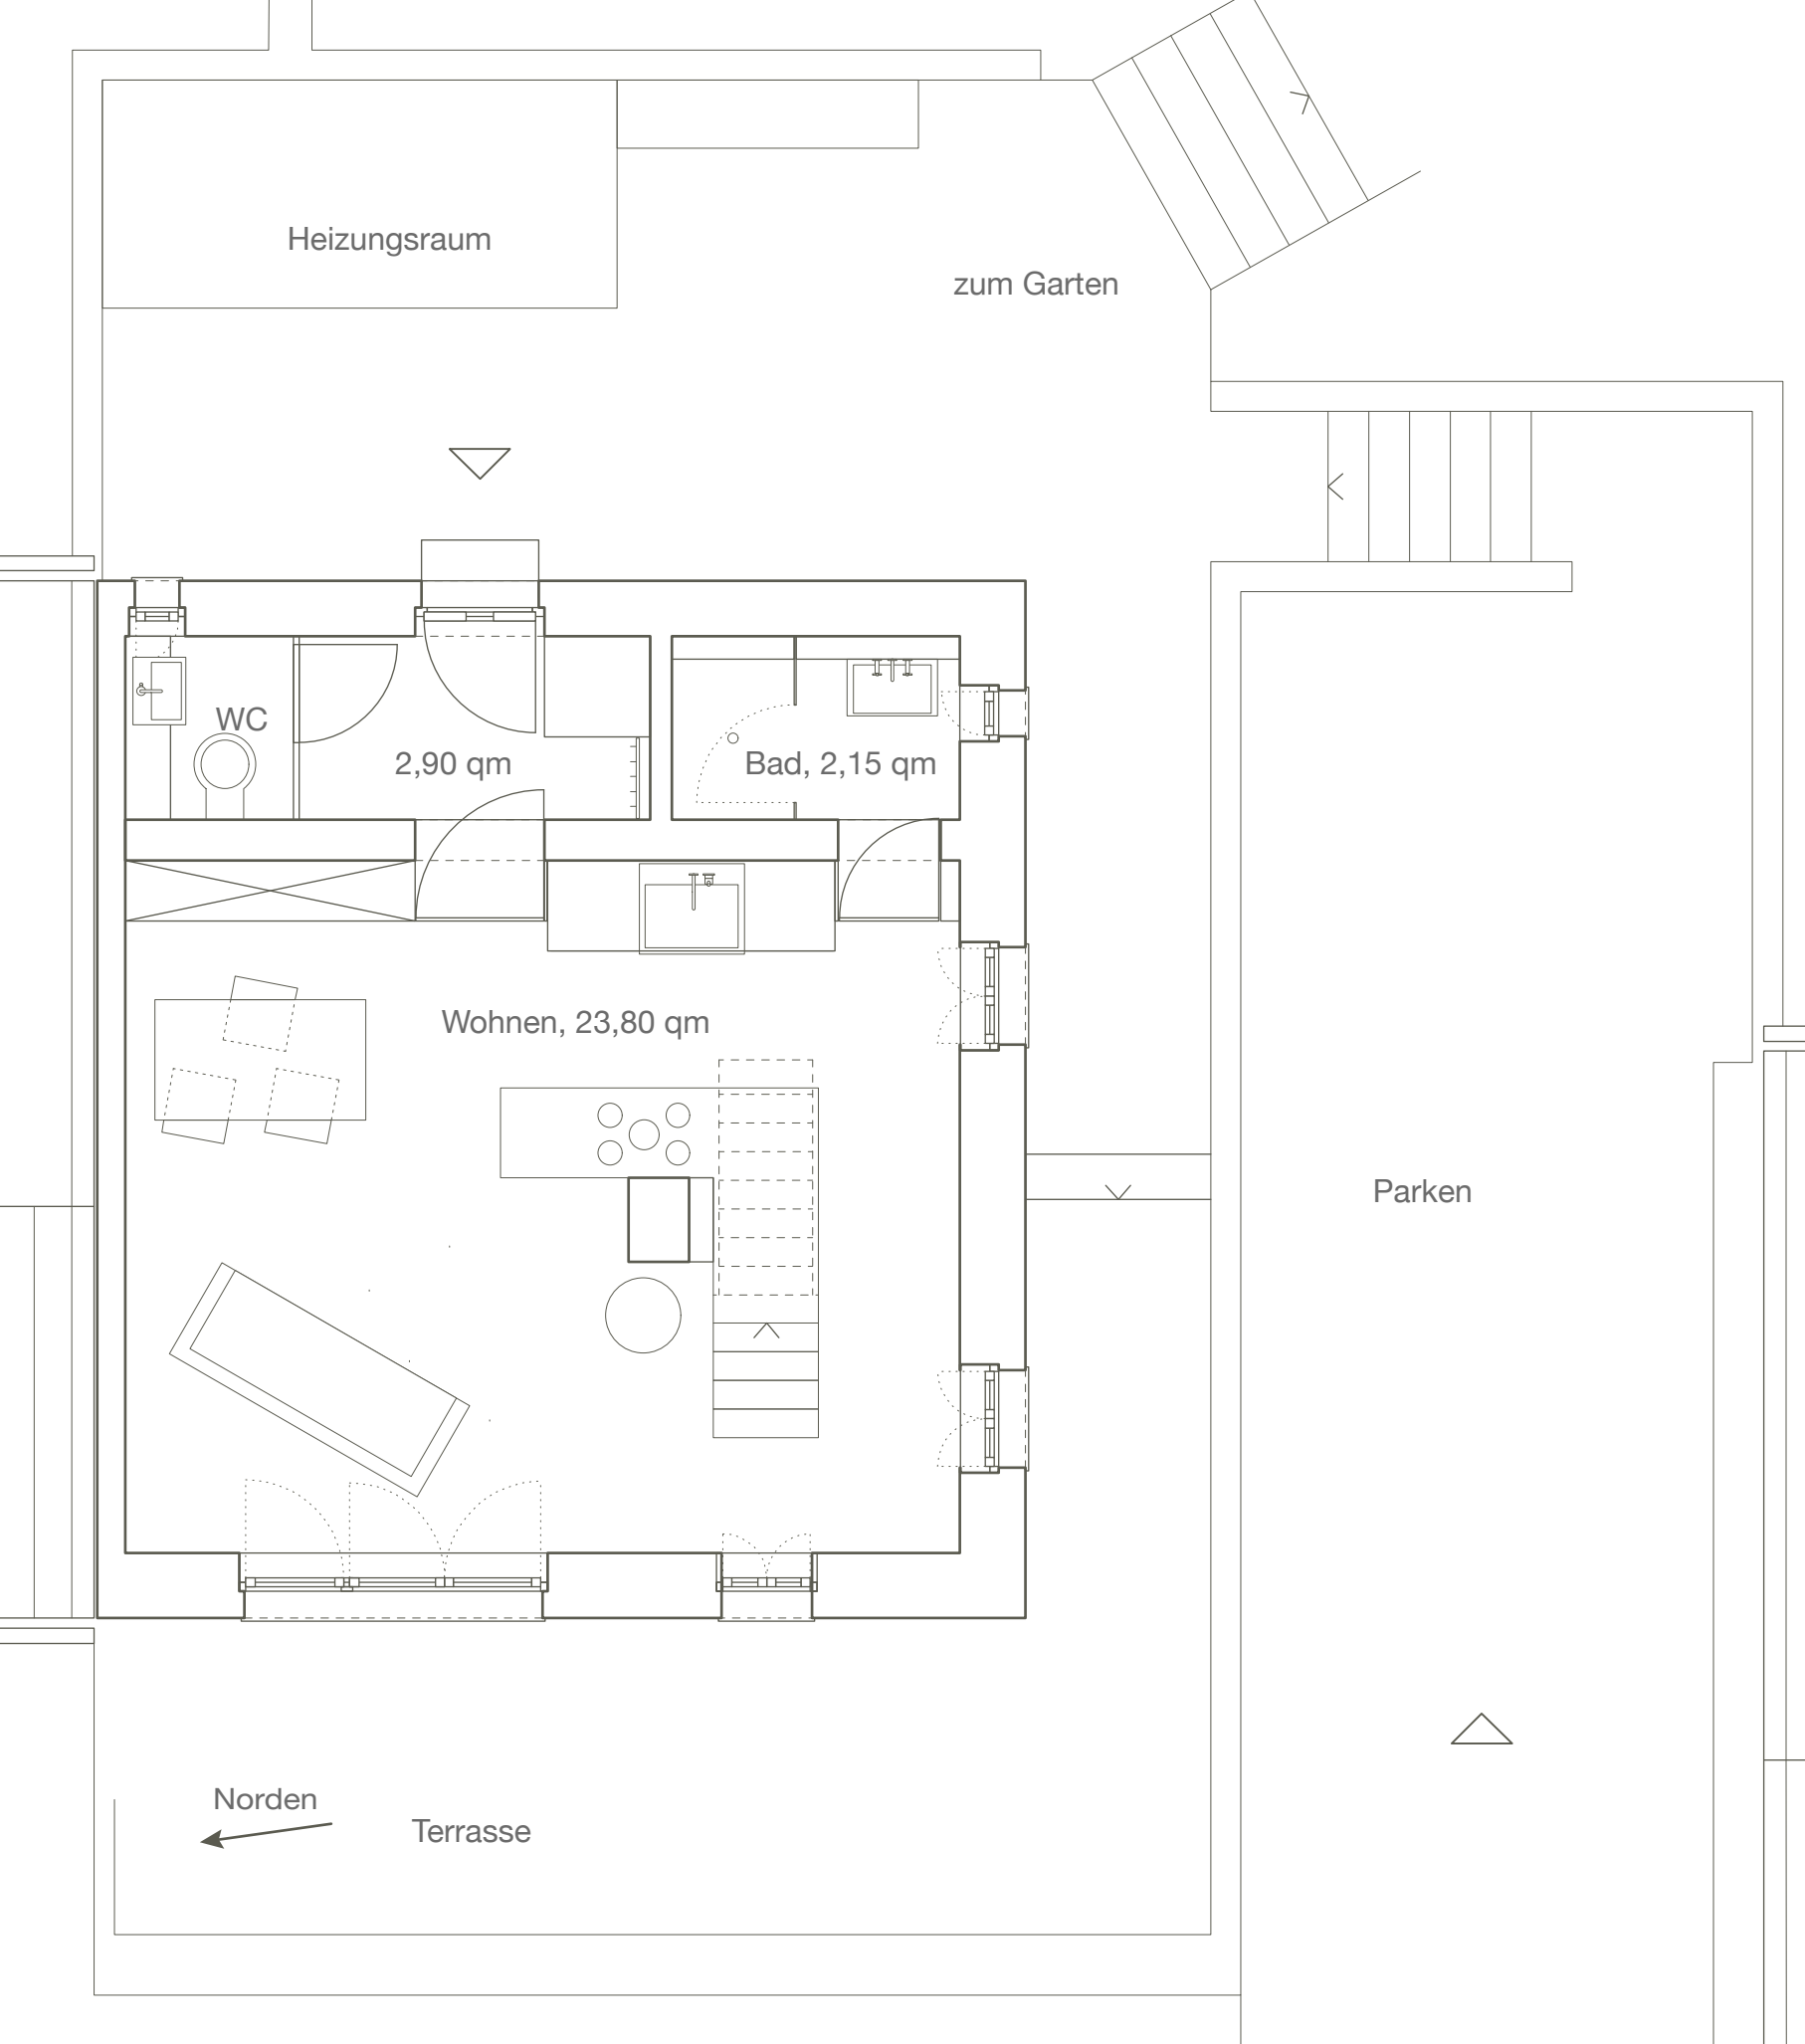 Heizungsraum
zum Garten
WC
2,90 qm
Bad, 2,15 qm
Wohnen, 23,80 qm
Parken
Norden
Terrasse